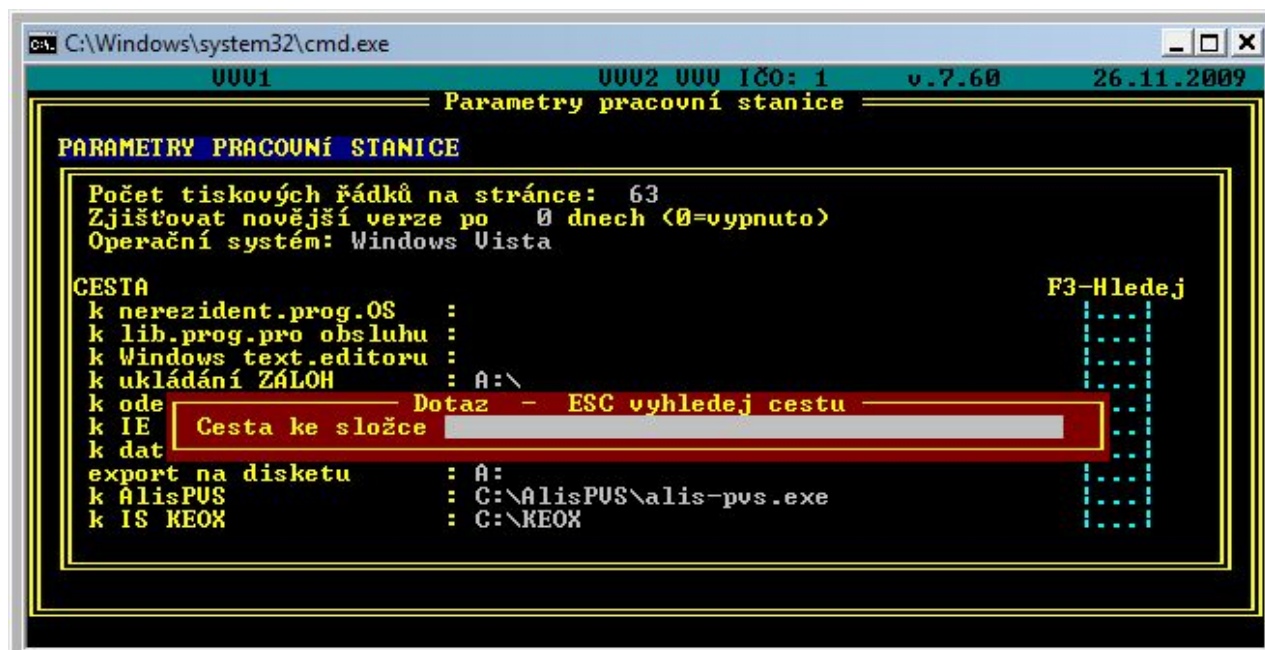 C:\Windows\system32\cmd.exe
VVV1 VVV2 VVV IČO: 1 v.7.60 26.11.2009
Parametry pracovní stanice
PARAMETRY PRACOVNí STANICE
Počet tiskových řádků na stránce: 63
Zjišťovat novější verze po 0 dnech (0=vypnuto)
Operační systém: Windows Vista
CESTA F3-Hledej
k nerezident.prog.OS : |...|
k lib.prog.pro obsluhu : |...|
k Windows text.editoru : |...|
k ukládání ZÁLOH : A:\ |...|
k ode Dotaz - ESC vyhledej cestu ..|
k IE Cesta ke složce ..|
k dat ..|
export na disketu : A: |...|
k AlisPVS : C:\AlisPVS\alis-pvs.exe |...|
k IS KEOX : C:\KEOX |...|